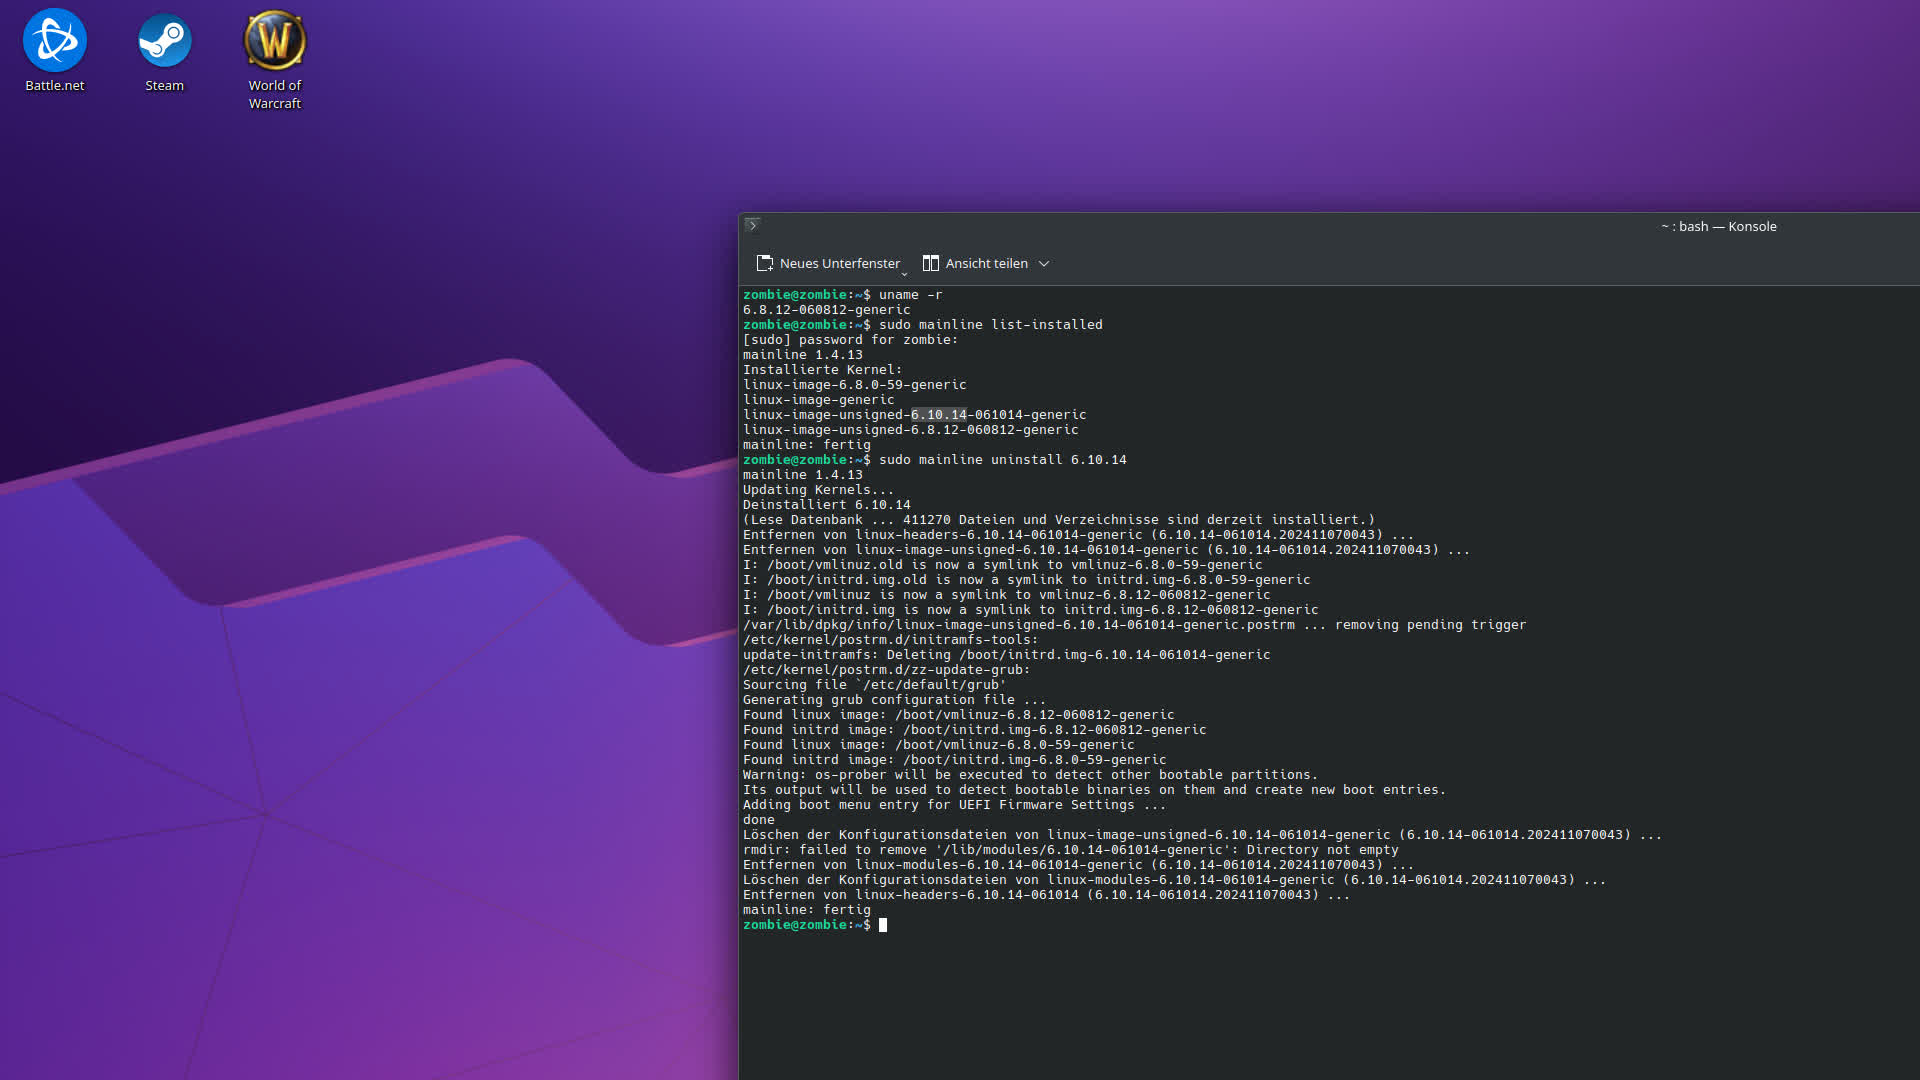 Battle.net
Steam
World of
Warcraft
~ : bash — Konsole
Neues Unterfenster
Ansicht teilen
zombie@zombie:~$ uname -r
6.8.12-060812-generic
zombie@zombie:~$ sudo mainline list-installed
[sudo] password for zombie:
mainline 1.4.13
Installierte Kernel:
linux-image-6.8.0-59-generic
linux-image-generic
linux-image-unsigned-6.10.14-061014-generic
linux-image-unsigned-6.8.12-060812-generic
mainline: fertig
zombie@zombie:~$ sudo mainline uninstall 6.10.14
mainline 1.4.13
Updating Kernels...
Deinstalliert 6.10.14
(Lese Datenbank ... 411270 Dateien und Verzeichnisse sind derzeit installiert.)
Entfernen von linux-headers-6.10.14-061014-generic (6.10.14-061014.202411070043) ...
Entfernen von linux-image-unsigned-6.10.14-061014-generic (6.10.14-061014.202411070043) ...
I: /boot/vmlinuz.old is now a symlink to vmlinuz-6.8.0-59-generic
I: /boot/initrd.img.old is now a symlink to initrd.img-6.8.0-59-generic
I: /boot/vmlinuz is now a symlink to vmlinuz-6.8.12-060812-generic
I: /boot/initrd.img is now a symlink to initrd.img-6.8.12-060812-generic
/var/lib/dpkg/info/linux-image-unsigned-6.10.14-061014-generic.postrm ... removing pending trigger
/etc/kernel/postrm.d/initramfs-tools:
update-initramfs: Deleting /boot/initrd.img-6.10.14-061014-generic
/etc/kernel/postrm.d/zz-update-grub:
Sourcing file `/etc/default/grub'
Generating grub configuration file ...
Found linux image: /boot/vmlinuz-6.8.12-060812-generic
Found initrd image: /boot/initrd.img-6.8.12-060812-generic
Found linux image: /boot/vmlinuz-6.8.0-59-generic
Found initrd image: /boot/initrd.img-6.8.0-59-generic
Warning: os-prober will be executed to detect other bootable partitions.
Its output will be used to detect bootable binaries on them and create new boot entries.
Adding boot menu entry for UEFI Firmware Settings ...
done
Löschen der Konfigurationsdateien von linux-image-unsigned-6.10.14-061014-generic (6.10.14-061014.202411070043) ...
rmdir: failed to remove '/lib/modules/6.10.14-061014-generic': Directory not empty
Entfernen von linux-modules-6.10.14-061014-generic (6.10.14-061014.202411070043) ...
Löschen der Konfigurationsdateien von linux-modules-6.10.14-061014-generic (6.10.14-061014.202411070043) ...
Entfernen von linux-headers-6.10.14-061014 (6.10.14-061014.202411070043) ...
mainline: fertig
zombie@zombie:~$